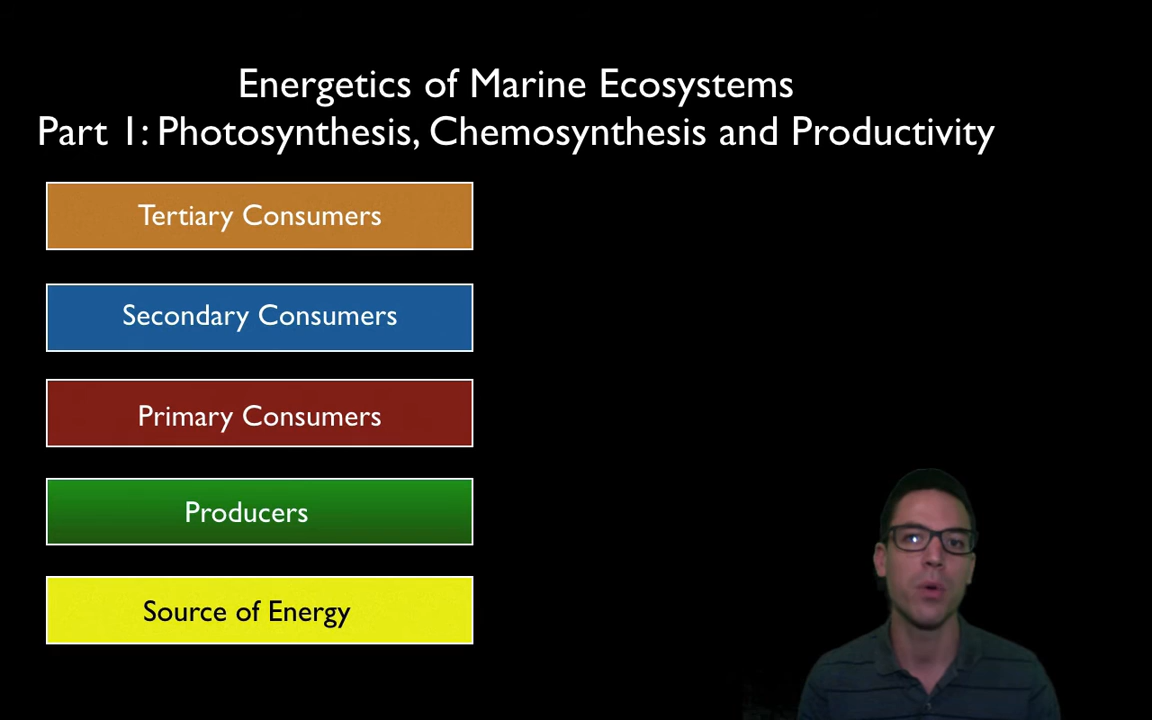 Energetics of Marine Ecosystems
Part 1: Photosynthesis, Chemosynthesis and Productivity
Tertiary Consumers
Secondary Consumers
Primary Consumers
Producers
Source of Energy